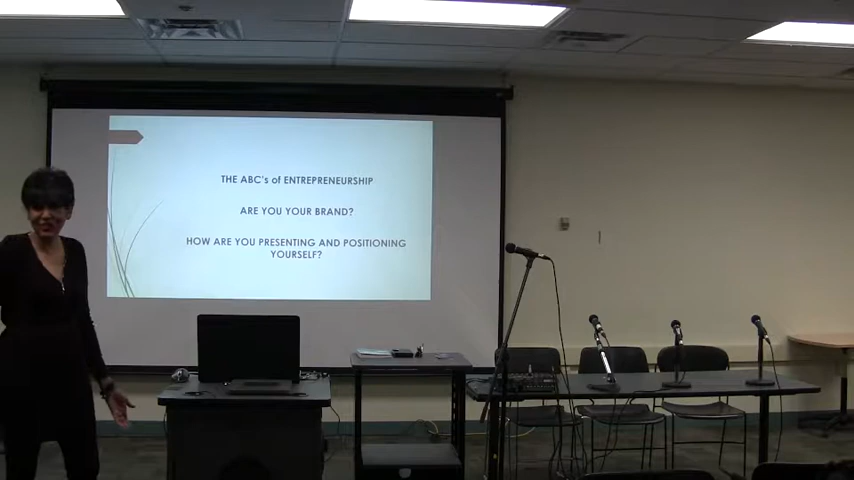 THE ABC's of ENTREPRENEURSHIP
ARE YOU YOUR BRAND?
HOW ARE YOU PRESENTING AND POSITIONING
YOURSELF?